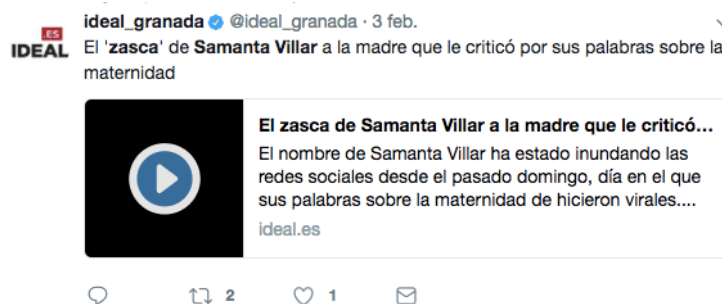 ideal_granada @ideal_granada · 3 feb.
.ES
IDEAL
El 'zasca' de Samanta Villar a la madre que le criticó por sus palabras sobre la
maternidad
El zasca de Samanta Villar a la madre que le criticó...
El nombre de Samanta Villar ha estado inundando las
redes sociales desde el pasado domingo, día en el que
sus palabras sobre la maternidad de hicieron virales....
ideal.es
2 1